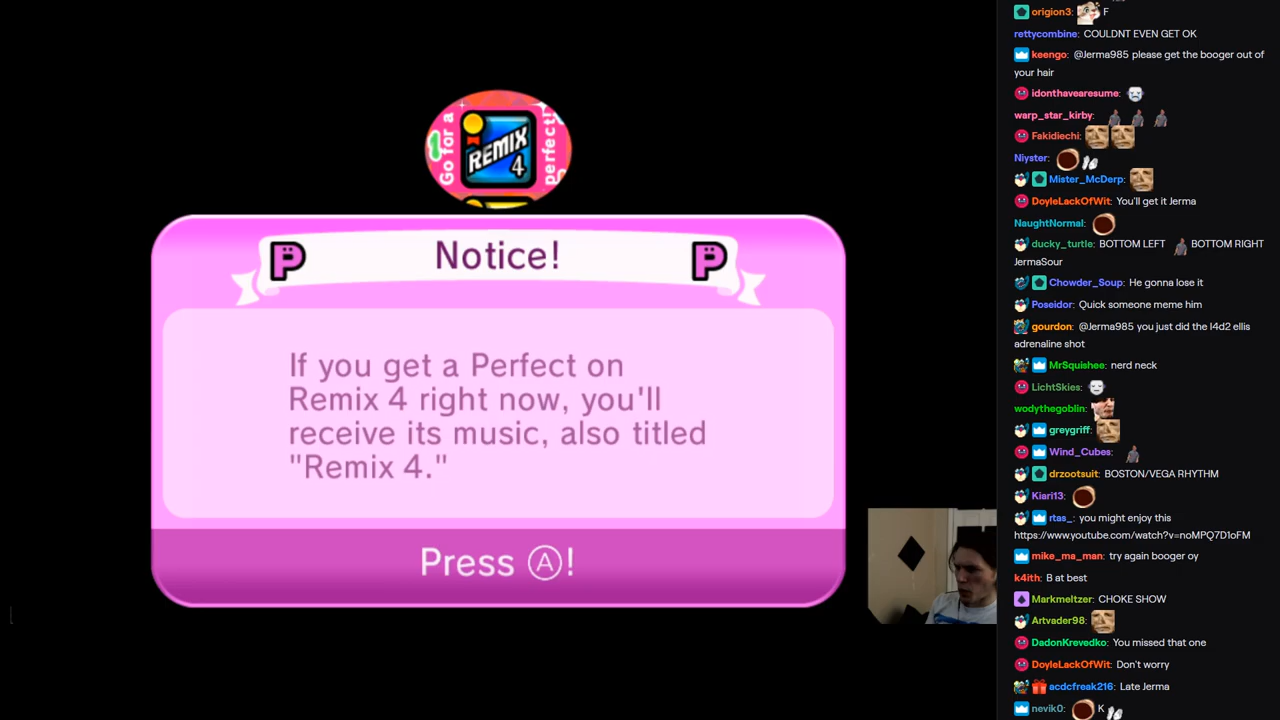 Go for a
REMIX
4
perfect!
Notice!
If you get a Perfect on
Remix 4 right now, you'll
receive its music, also titled
"Remix 4."
Press A!
origion3: F
rettycombine: COULDNT EVEN GET OK
keengo: @Jerma985 please get the booger out of
your hair
idonthavearesume:
warp_star_kirby:
Fakidiechi:
Niyster:
Mister_McDerp:
DoyleLackOfWit: You'll get it Jerma
NaughtNormal:
ducky_turtle: BOTTOM LEFT BOTTOM RIGHT
JermaSour
Chowder_Soup: He gonna lose it
Poseidor: Quick someone meme him
gourdon: @Jerma985 you just did the l4d2 ellis
adrenaline shot
MrSquishee: nerd neck
LichtSkies:
wodythegoblin:
greygriff:
Wind_Cubes:
drzootsuit: BOSTON/VEGA RHYTHM
Kiari13:
rtas_: you might enjoy this
https://www.youtube.com/watch?v=noMPQ7D1oFM
mike_ma_man: try again booger oy
k4ith: B at best
Markmeltzer: CHOKE SHOW
Artvader98:
DadonKrevedko: You missed that one
DoyleLackOfWit: Don't worry
acdcfreak216: Late Jerma
nevik0: K